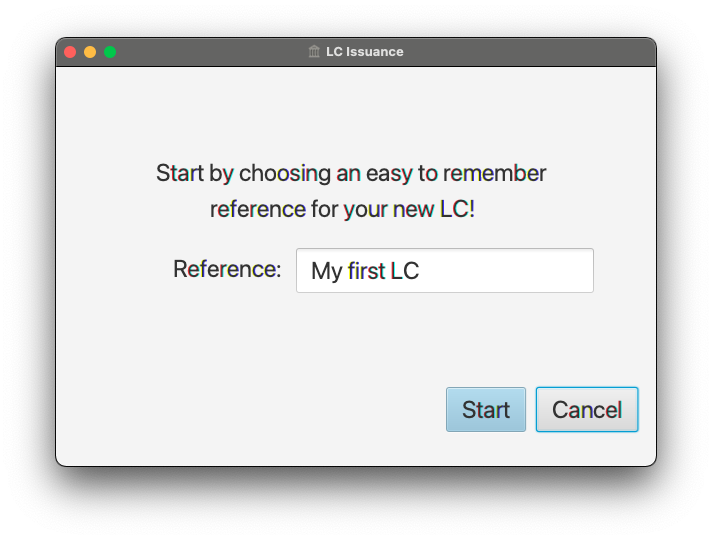 LC Issuance
Start by choosing an easy to remember
reference for your new LC!
Reference: My first LC
Start Cancel